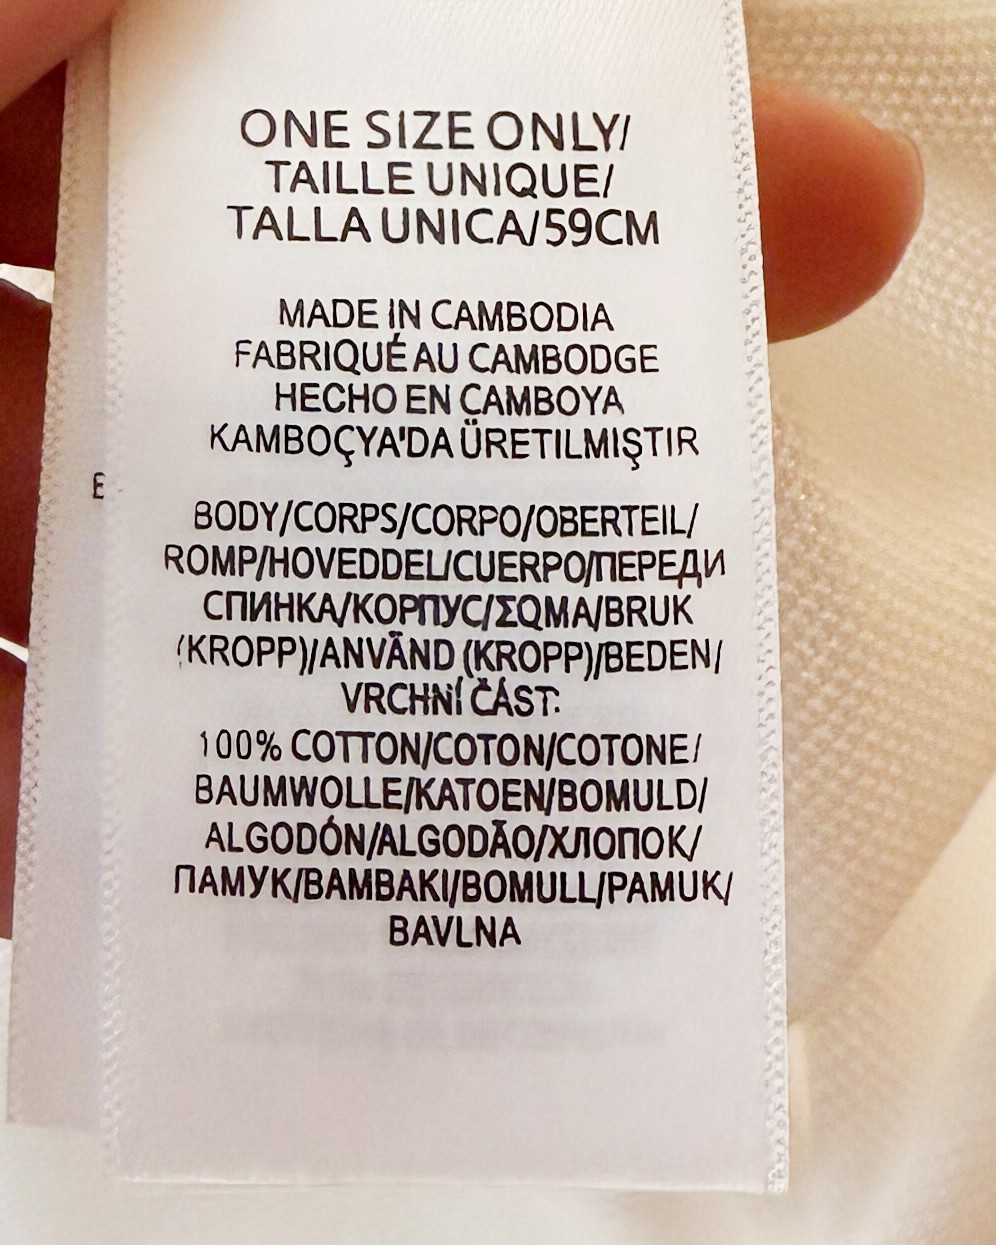 ONE SIZE ONLY/
TAILLE UNIQUE/
TALLA UNICA/59CM
MADE IN CAMBODIA
FABRIQUÉ AU CAMBODGE
HECHO EN CAMBOYA
KAMBOÇYA'DA ÜRETILMIŞTIR
E
BODY/CORPS/CORPO/OBERTEIL/
ROMP/HOVEDDEL/CUERPO/ПЕРЕДИ
СПИНКА/КОРПУС/ΣΩMA/BRUK
(KROPP)/ANVÄND (KROPP)/BEDEN/
VRCHNÍ ČÁST:
100% COTTON/COTON/COTONE/
BAUMWOLLE/KATOEN/BOMULD/
ALGODÓN/ALGODÃO/ХЛОПОК/
ПАМУК/BAMBAKI/BOMULL/PAMUK/
BAVLNA